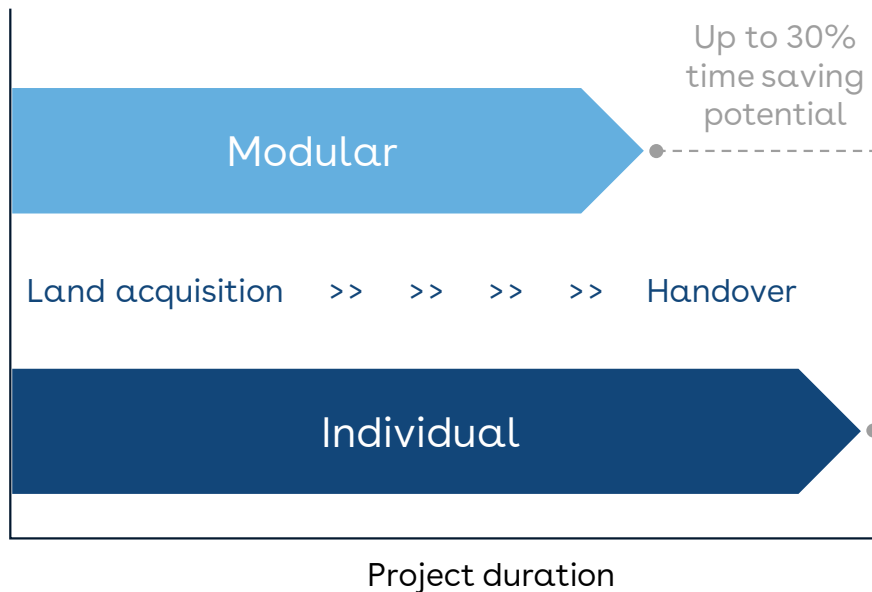 Up to 30%
time saving
potential
Modular
Land acquisition >> >> >> >> Handover
Individual
Project duration